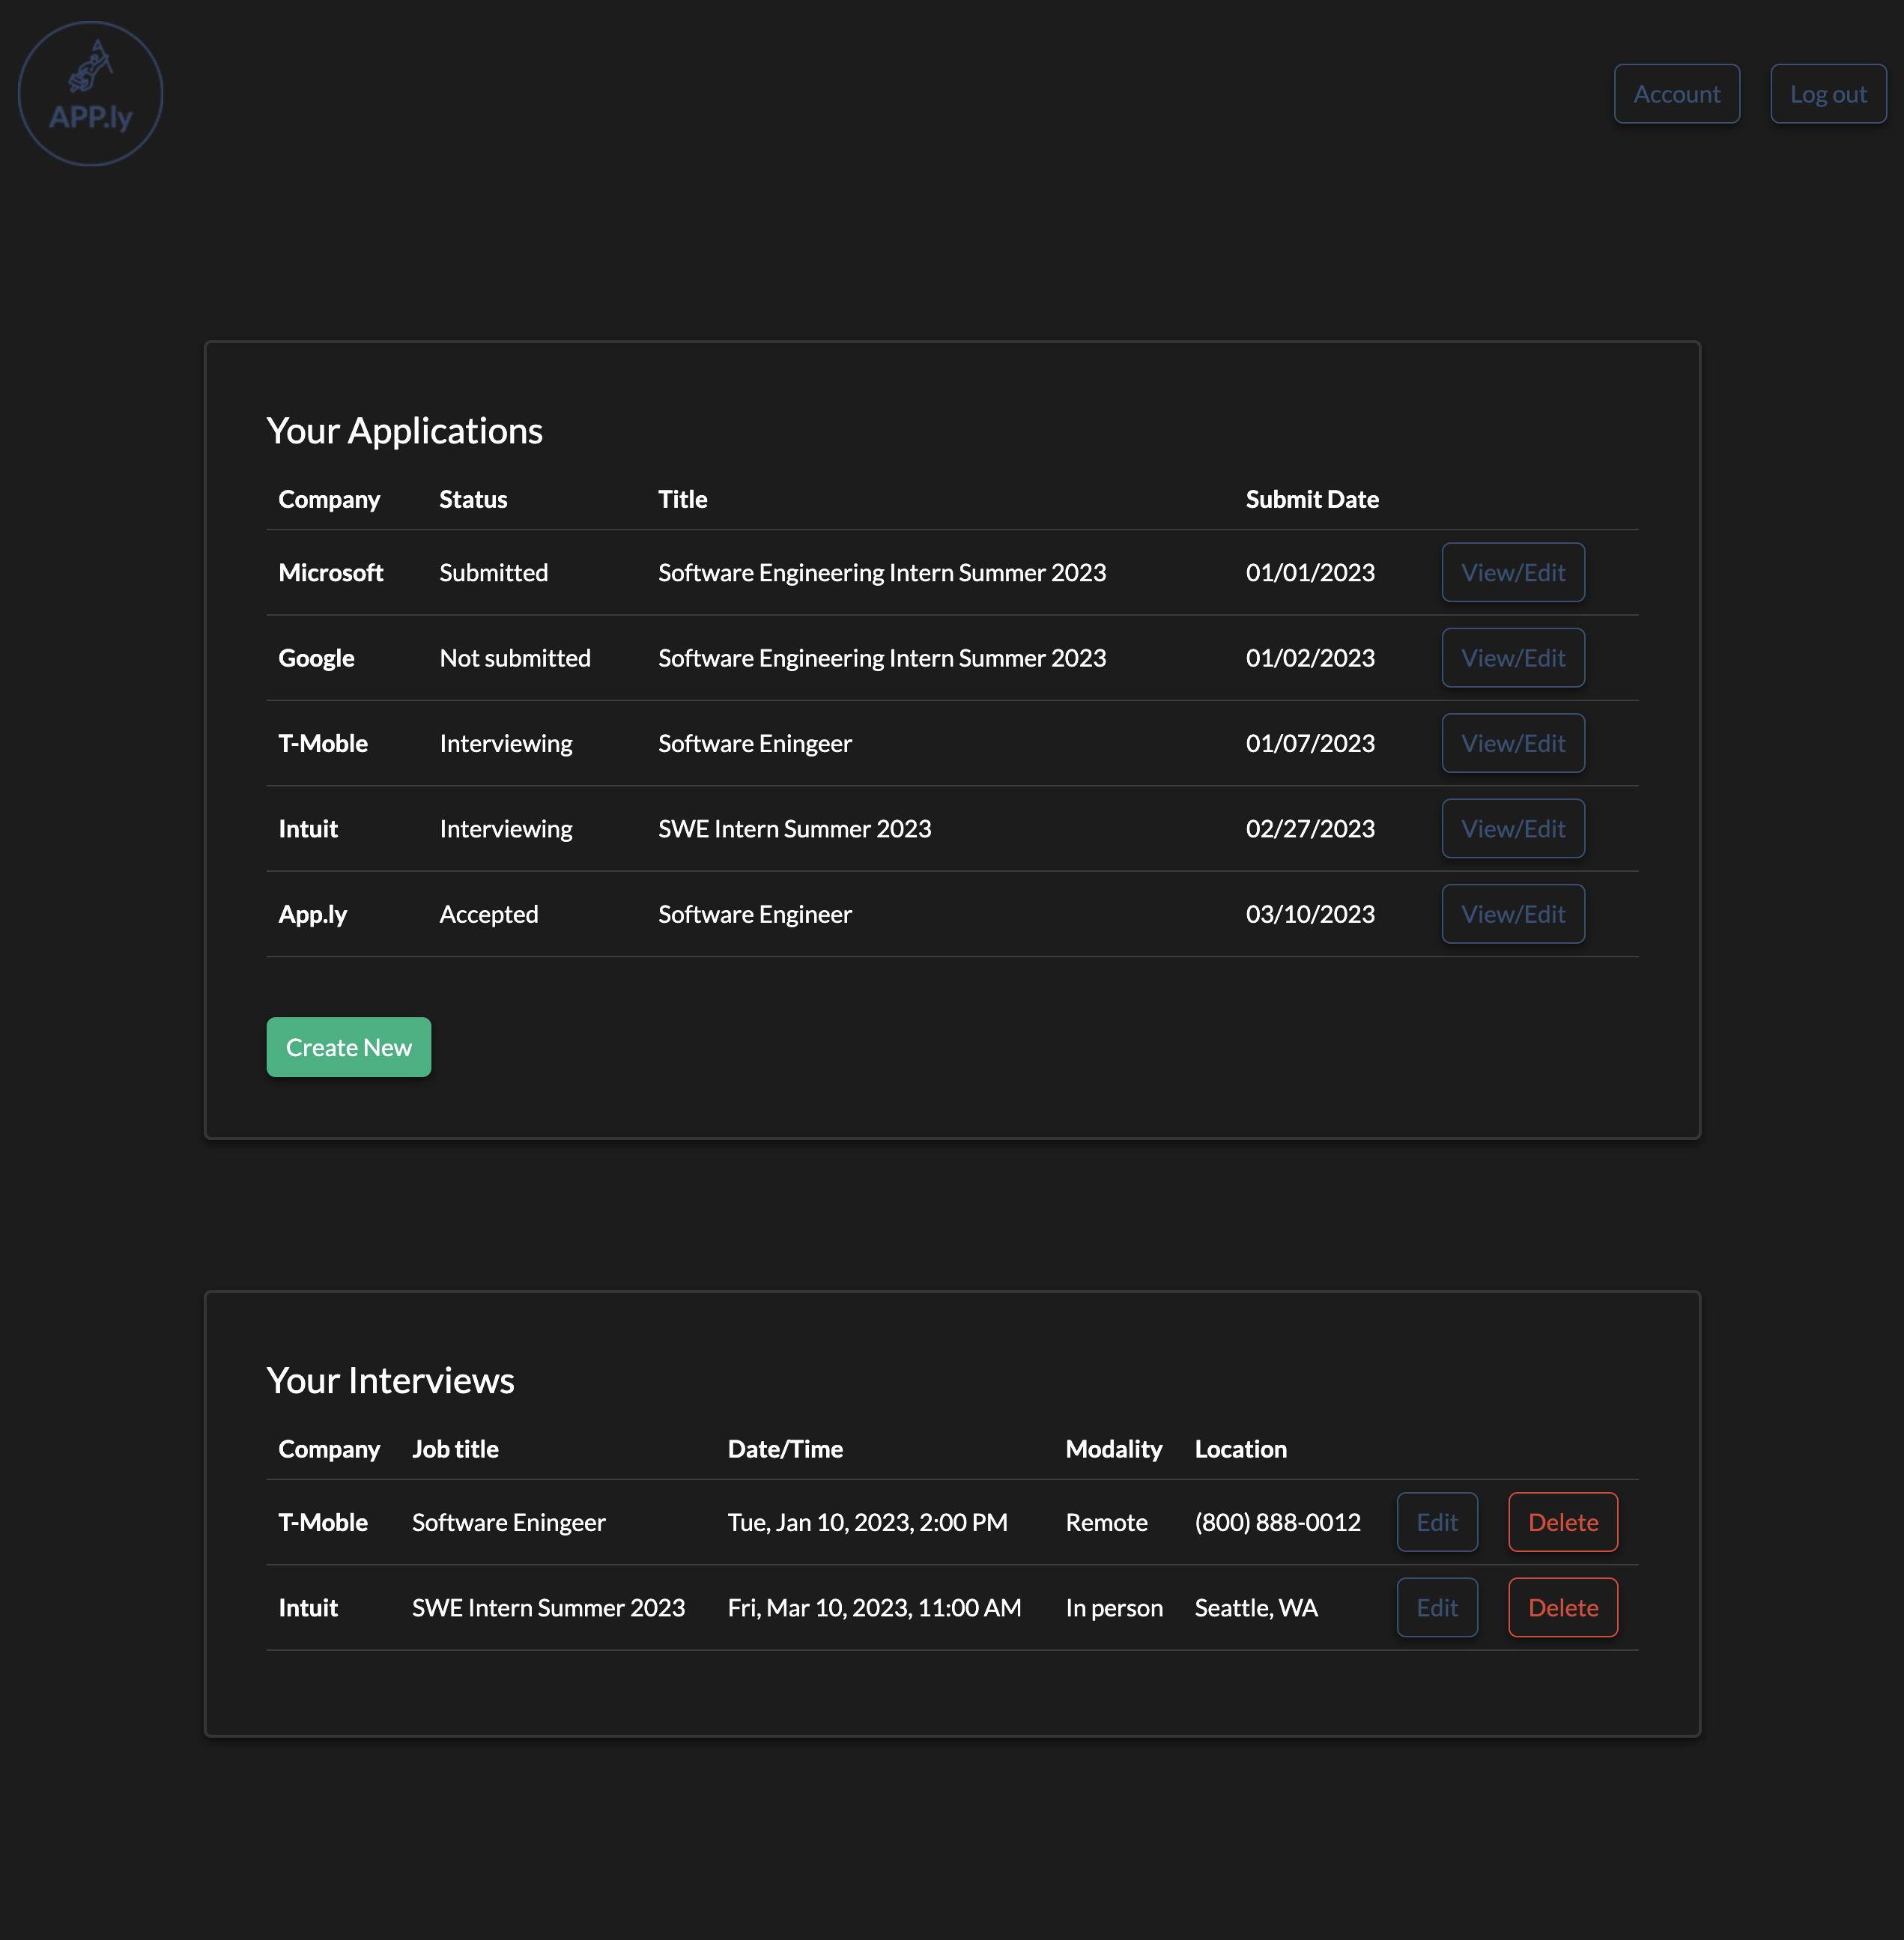 APP.ly
Account Log out
Your Applications
Company Status Title Submit Date
Microsoft Submitted Software Engineering Intern Summer 2023 01/01/2023 View/Edit
Google Not submitted Software Engineering Intern Summer 2023 01/02/2023 View/Edit
T-Moble Interviewing Software Eningeer 01/07/2023 View/Edit
Intuit Interviewing SWE Intern Summer 2023 02/27/2023 View/Edit
App.ly Accepted Software Engineer 03/10/2023 View/Edit
Create New
Your Interviews
Company Job title Date/Time Modality Location
T-Moble Software Eningeer Tue, Jan 10, 2023, 2:00 PM Remote (800) 888-0012 Edit Delete
Intuit SWE Intern Summer 2023 Fri, Mar 10, 2023, 11:00 AM In person Seattle, WA Edit Delete